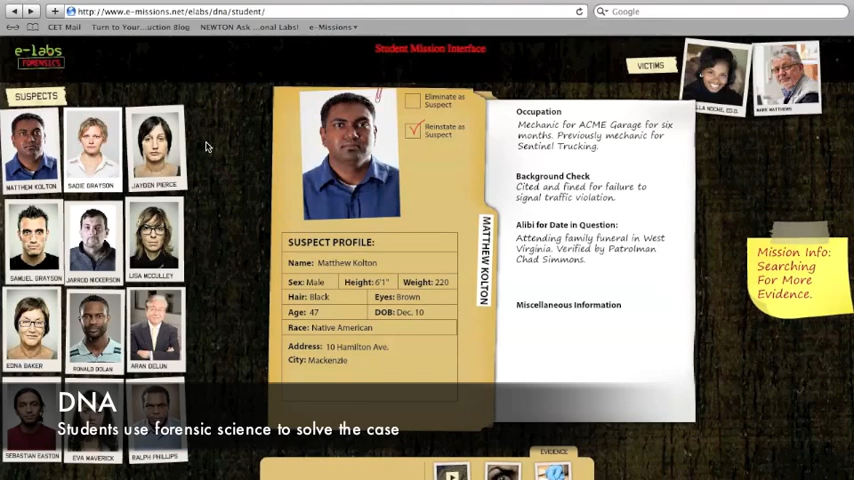 http://www.e-missions.net/elabs/dna/student/
Google
CET Mail
Turn to Your...uction Blog
NEWTON Ask ...onal Labs!
e-Missions
e-labs
FORENSICS
Student Mission Interface
VICTIMS
LLA NOCHE, ED.D.
MARK MATTHEWS
SUSPECTS
MATTHEW KOLTON
SADIE GRAYSON
JAYDEN PIERCE
SAMUEL GRAYSON
JARROD NICKERSON
LISA MCCULLEY
EDNA BAKER
RONALD DOLAN
ARAN DELUN
SEBASTIAN EASTON
EVA MAVERICK
RALPH PHILLIPS
Eliminate as
Suspect
Reinstate as
Suspect
SUSPECT PROFILE:
Name: Matthew Kolton
Sex: Male Height: 6'1" Weight: 220
Hair: Black Eyes: Brown
Age: 47 DOB: Dec. 10
Race: Native American
Address: 10 Hamilton Ave.
City: Mackenzie
MATTHEW KOLTON
Occupation
Mechanic for ACME Garage for six
months. Previously mechanic for
Sentinel Trucking.
Background Check
Cited and fined for failure to
signal traffic violation.
Alibi for Date in Question:
Attending family funeral in West
Virginia. Verified by Patrolman
Chad Simmons.
Miscellaneous Information
Mission Info:
Searching
For More
Evidence.
DNA
Students use forensic science to solve the case
EVIDENCE